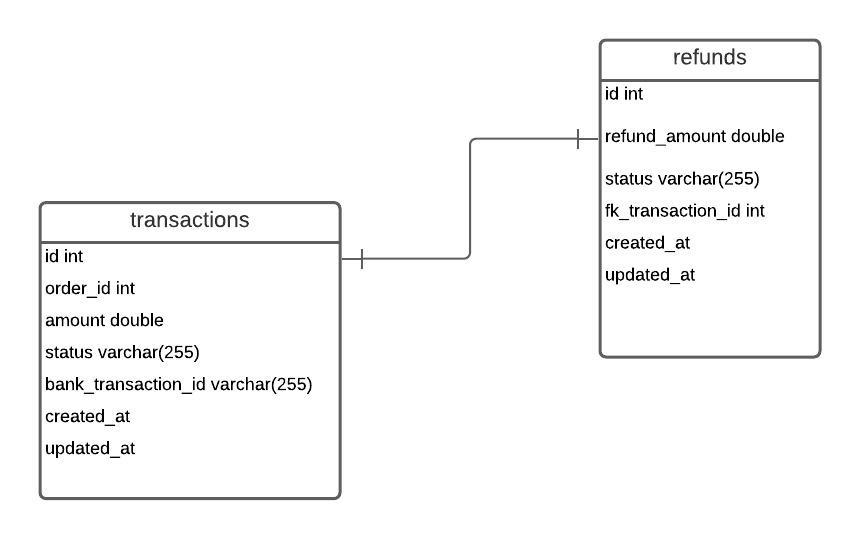 refunds
id int
refund_amount double
status varchar(255)
fk_transaction_id int
created_at
updated_at
transactions
id int
order_id int
amount double
status varchar(255)
bank_transaction_id varchar(255)
created_at
updated_at